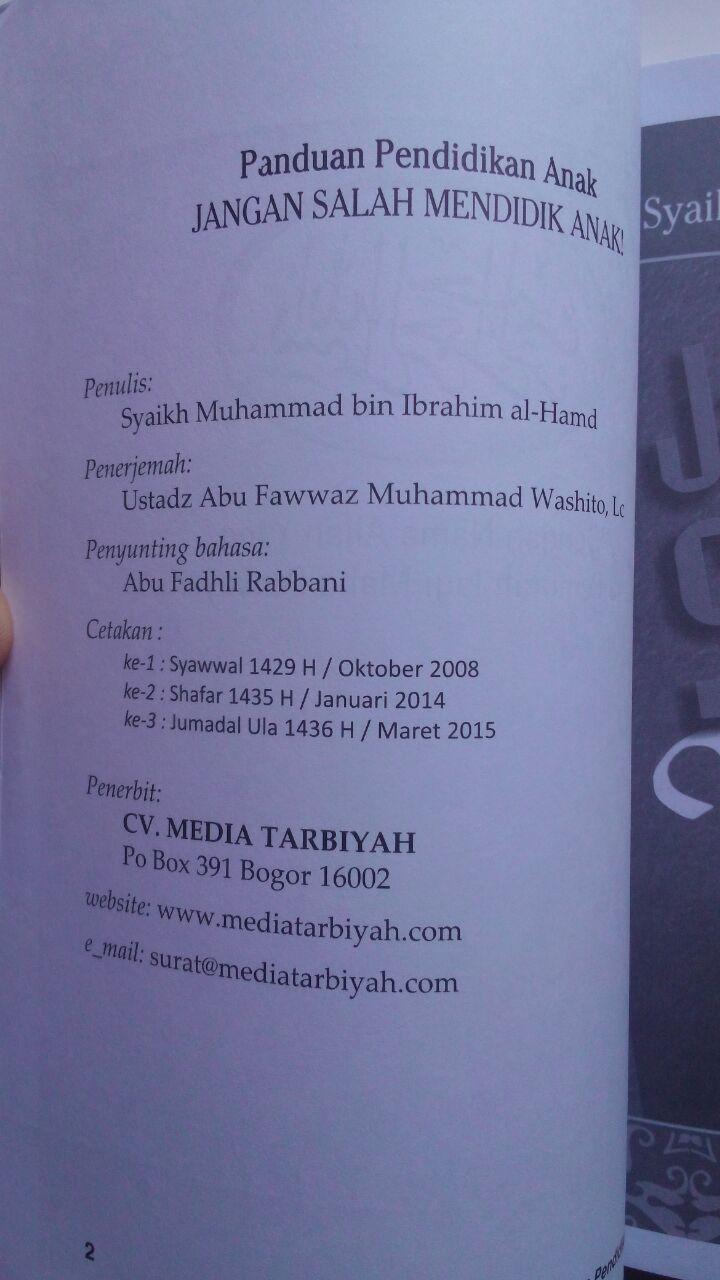 Panduan Pendidikan Anak
JANGAN SALAH MENDIDIK ANAK!
Penulis:
Syaikh Muhammad bin Ibrahim al-Hamd
Penerjemah:
Ustadz Abu Fawwaz Muhammad Washito, Lc
Penyunting bahasa:
Abu Fadhli Rabbani
Cetakan :
ke-1 : Syawwal 1429 H / Oktober 2008
ke-2 : Shafar 1435 H / Januari 2014
ke-3 : Jumadal Ula 1436 H / Maret 2015
Penerbit:
CV. MEDIA TARBIYAH
Po Box 391 Bogor 16002
website: www.mediatarbiyah.com
e_mail: surat@mediatarbiyah.com
2